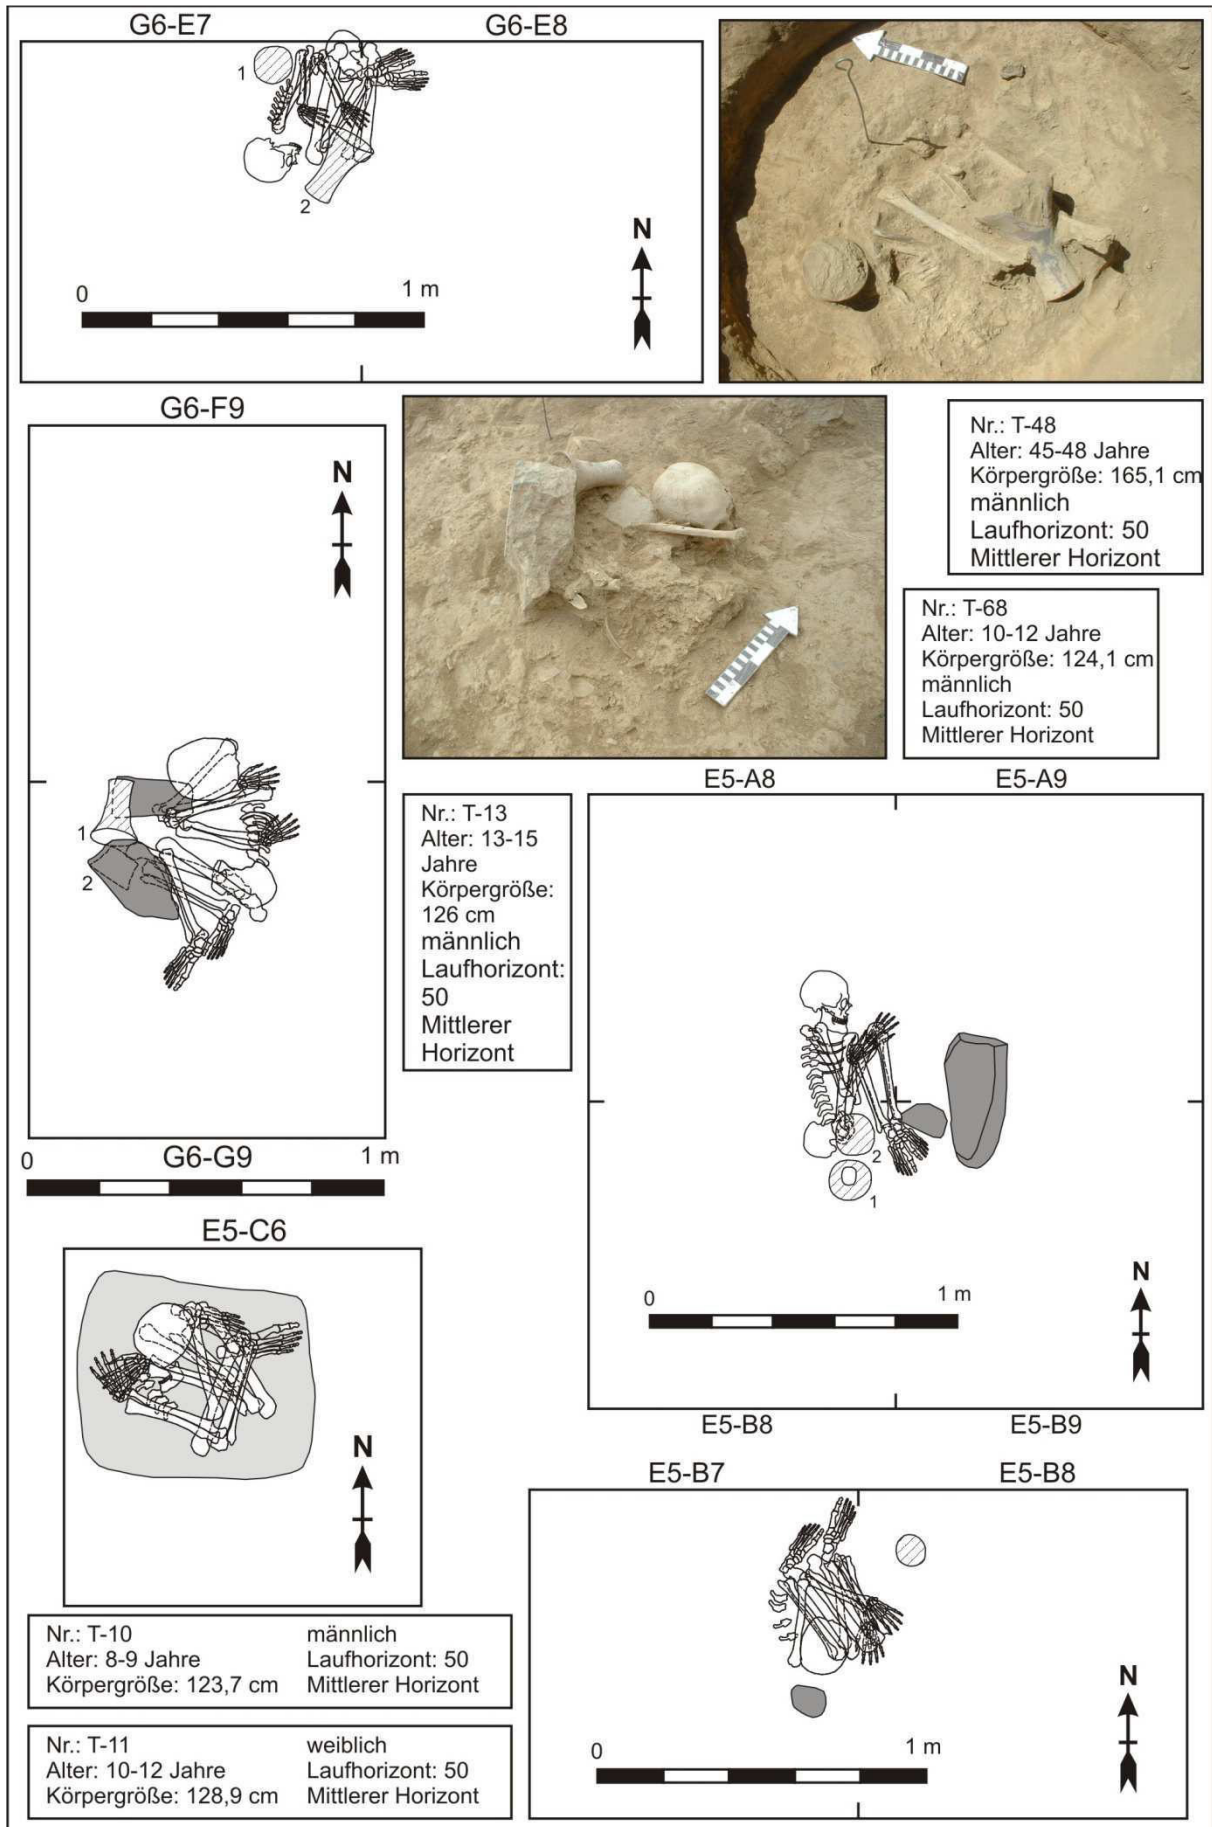 G6-E7 G6-E8
1
2
N
0 1 m
G6-F9
N
1
2
G6-G9
0 1 m
Nr.: T-48
Alter: 45-48 Jahre
Körpergröße: 165,1 cm
männlich
Laufhorizont: 50
Mittlerer Horizont
Nr.: T-68
Alter: 10-12 Jahre
Körpergröße: 124,1 cm
männlich
Laufhorizont: 50
Mittlerer Horizont
Nr.: T-13
Alter: 13-15
Jahre
Körpergröße:
126 cm
männlich
Laufhorizont:
50
Mittlerer
Horizont
E5-A8 E5-A9
2
1
0 1 m
N
E5-B8 E5-B9
E5-C6
N
E5-B7 E5-B8
N
0 1 m
Nr.: T-10 männlich
Alter: 8-9 Jahre Laufhorizont: 50
Körpergröße: 123,7 cm Mittlerer Horizont
Nr.: T-11 weiblich
Alter: 10-12 Jahre Laufhorizont: 50
Körpergröße: 128,9 cm Mittlerer Horizont